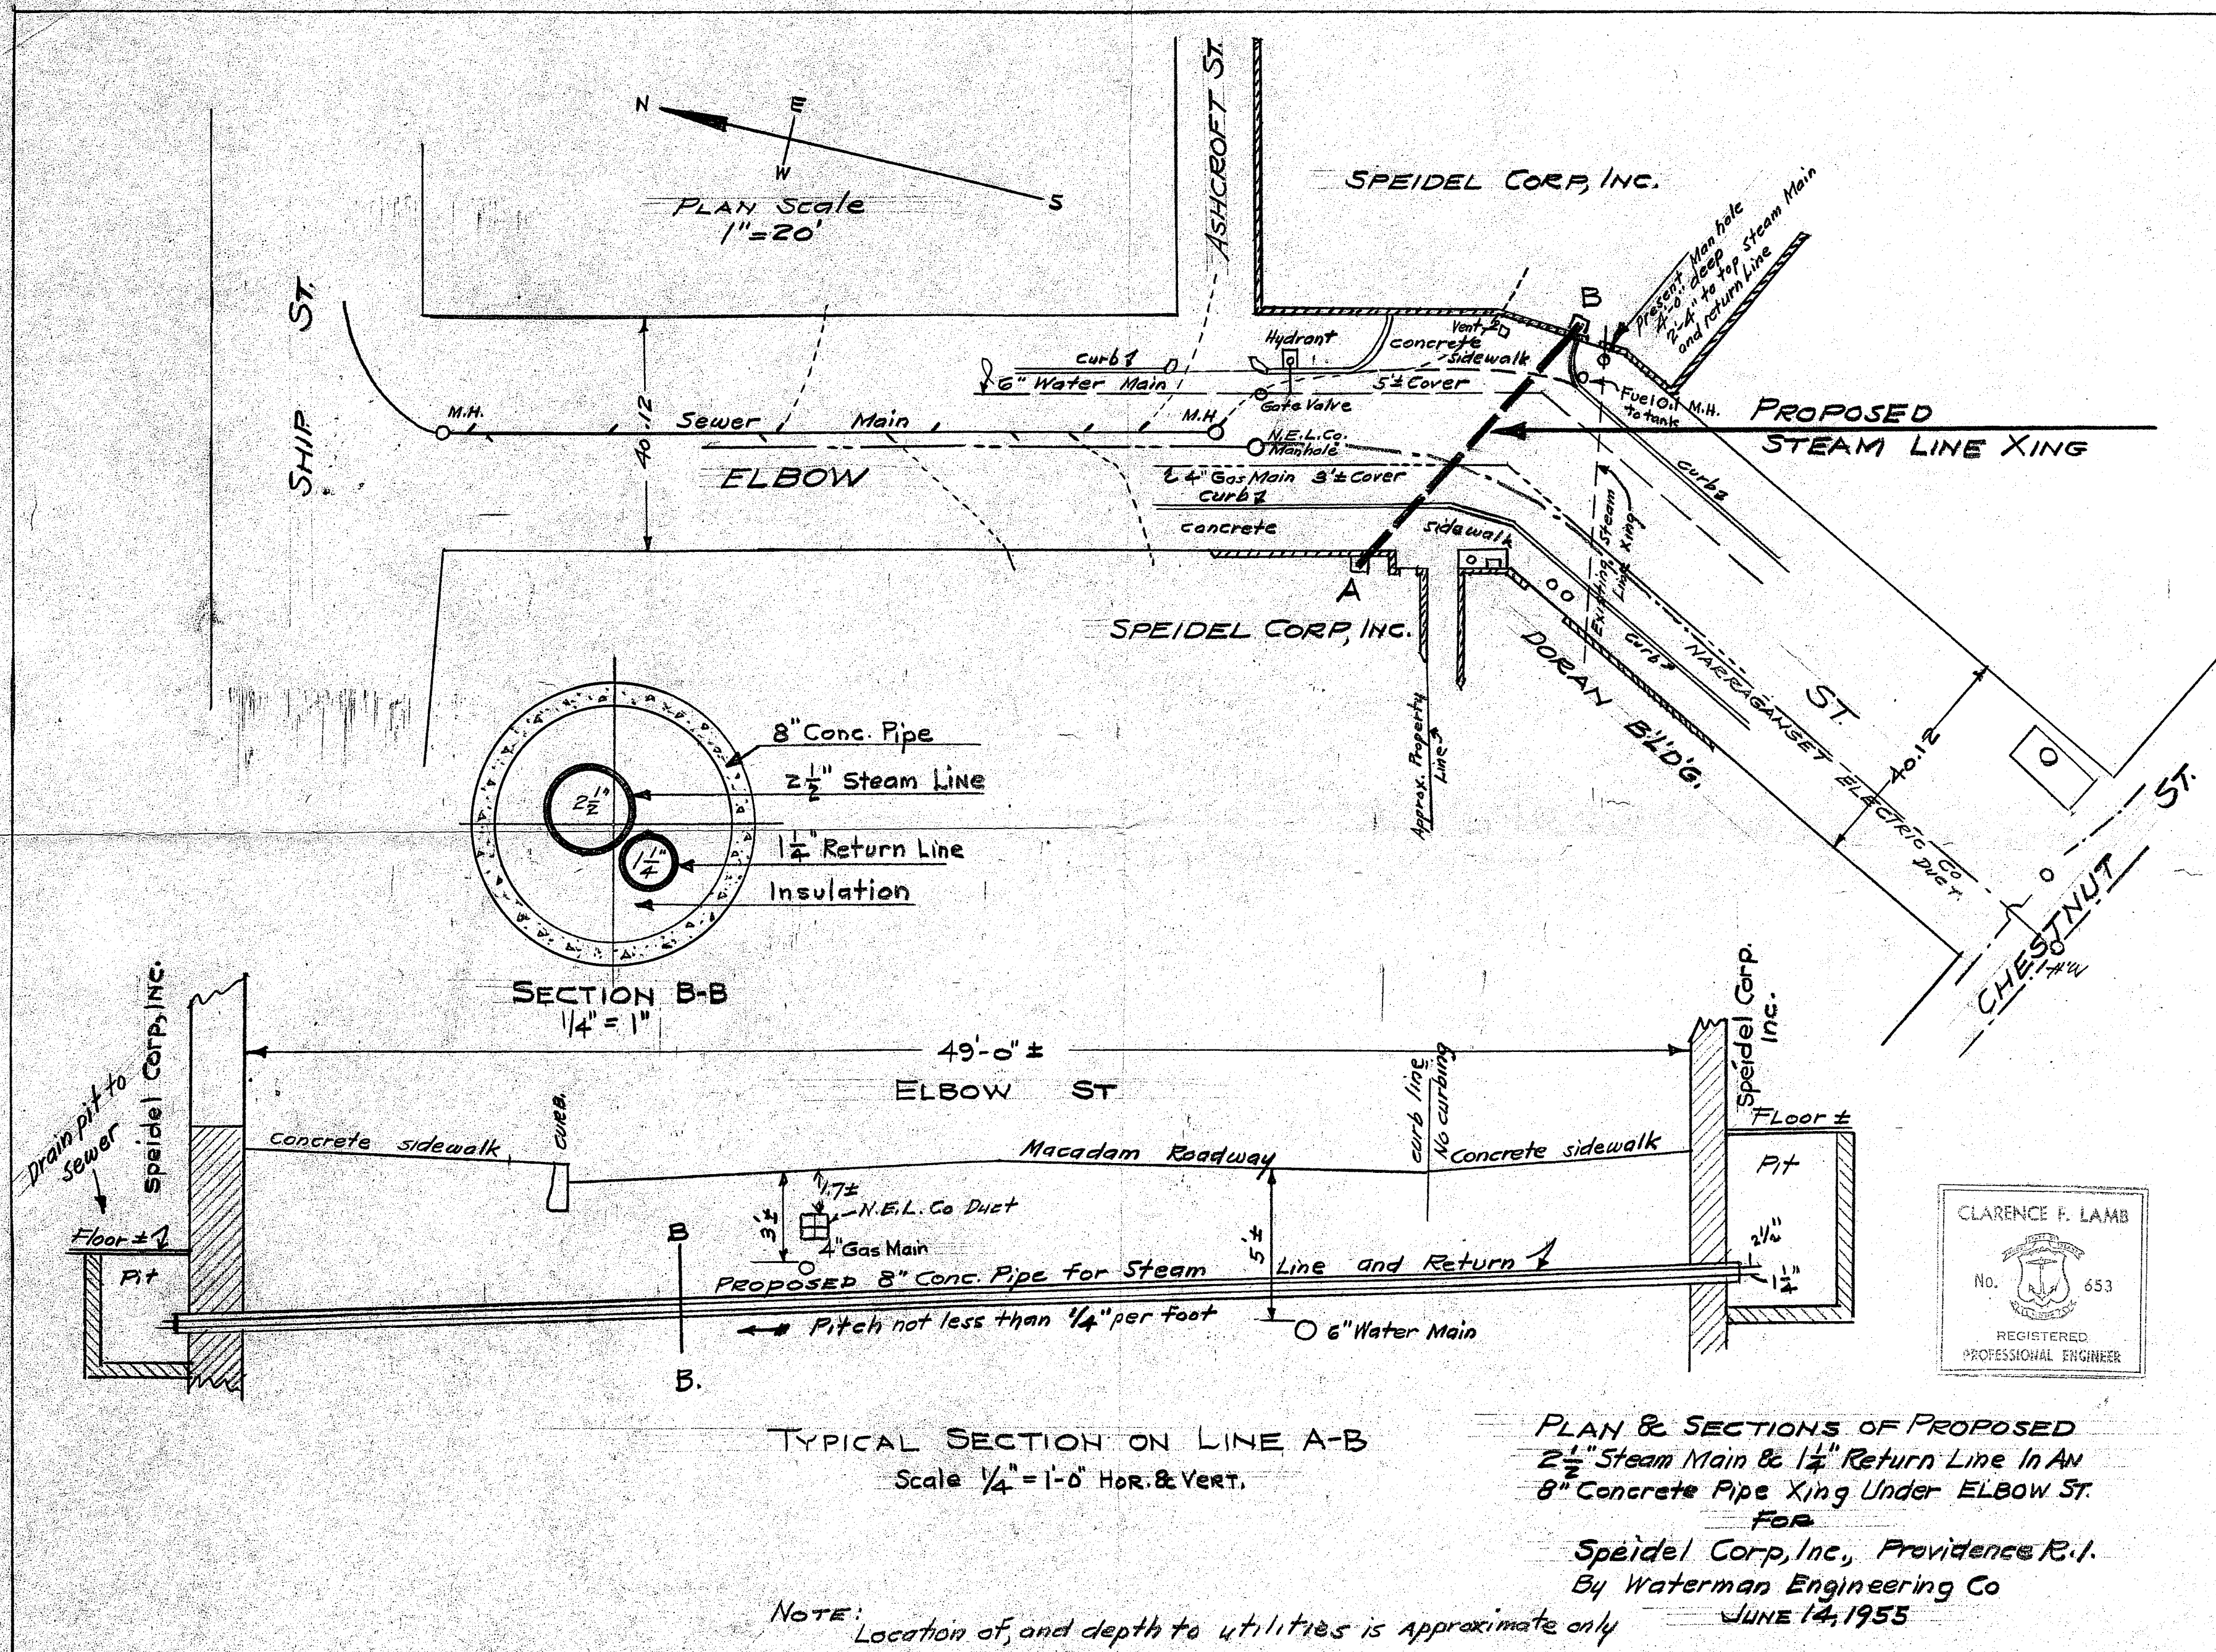 N
E
W
S
PLAN Scale
1"=20'
ASHCROFT ST.
SPEIDEL CORP, INC.
Present Manhole
4'-0" deep
2'-4" to top Steam Main
and return Line
B
SHIP ST.
40.12
Hydrant
Vent
concrete
sidewalk
curb
6" Water Main
5'± Cover
Gate Valve
Fuel Oil M.H.
to tank
M.H.
Sewer Main
M.H.
N.E.L.Co.
Manhole
PROPOSED
STEAM LINE XING
ELBOW
4" Gas Main 3'± Cover
curb
concrete
sidewalk
curb
Existing Steam
Line Xing
A
SPEIDEL CORP, INC.
Approx. Property
Line
DORAN BL'D'G.
curb
NARRAGANSET ELECTRIC CO
DUCT
ST.
40.12
CHESTNUT ST.
M.H.
8" Conc. Pipe
2½" Steam Line
1¼" Return Line
Insulation
2½"
1¼"
SECTION B-B
1/4" = 1"
Drain pit to
sewer
Speidel Corp, INC.
49'-0" ±
ELBOW ST
Speidel Corp.
Inc.
Concrete sidewalk
CURB.
Macadam Roadway
curb line
No curbing
Concrete sidewalk
Floor ±
Pit
Floor ±
Pit
1.7±
N.E.L. Co Duct
3'±
4" Gas Main
5'±
B
PROPOSED 8" Conc. Pipe for Steam Line and Return
2½"
1¼"
Pitch not less than 1/4" per foot
6" Water Main
B.
TYPICAL SECTION ON LINE A-B
Scale 1/4" = 1'-0" HOR. & VERT.
CLARENCE F. LAMB
No. 653
REGISTERED
PROFESSIONAL ENGINEER
PLAN & SECTIONS OF PROPOSED
2½" Steam Main & 1¼" Return Line In AN
8" Concrete Pipe Xing Under ELBOW ST.
FOR
Speidel Corp, Inc., Providence R.I.
By Waterman Engineering Co
JUNE 14, 1955
NOTE:
Location of, and depth to utilities is Approximate only